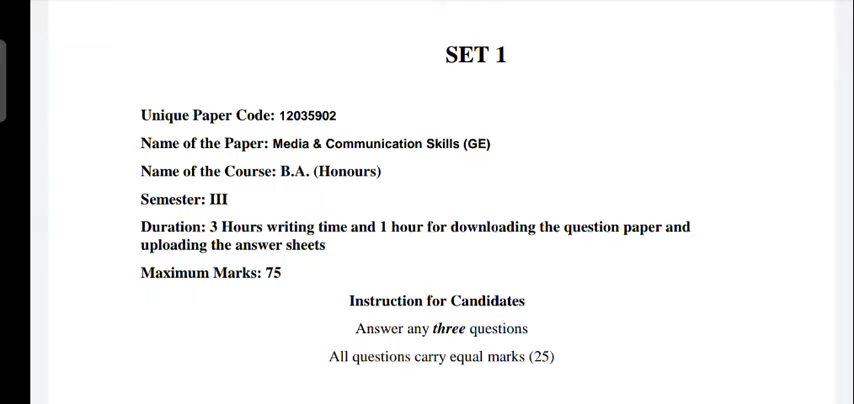 SET 1
Unique Paper Code: 12035902
Name of the Paper: Media & Communication Skills (GE)
Name of the Course: B.A. (Honours)
Semester: III
Duration: 3 Hours writing time and 1 hour for downloading the question paper and
uploading the answer sheets
Maximum Marks: 75
Instruction for Candidates
Answer any three questions
All questions carry equal marks (25)